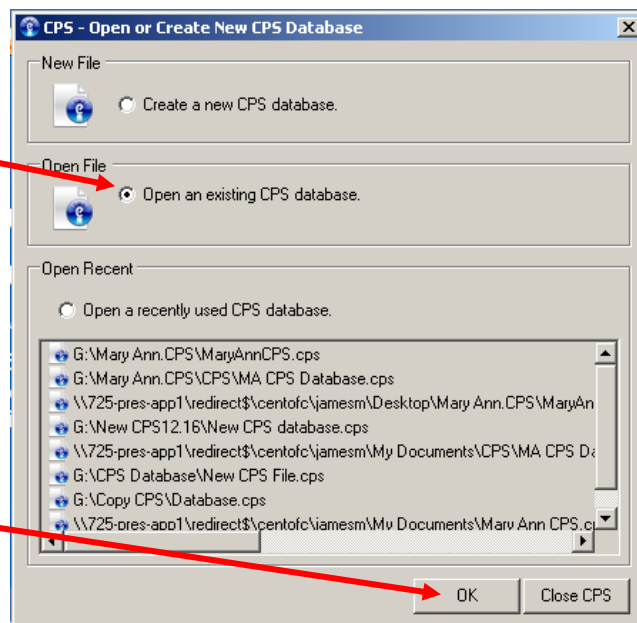 CPS - Open or Create New CPS Database
New File
Create a new CPS database.
Open File
Open an existing CPS database.
Open Recent
Open a recently used CPS database.
G:\Mary Ann.CPS\MaryAnnCPS.cps
G:\Mary Ann.CPS\CPS\MA CPS Database.cps
\\725-pres-app1\redirect$\centofc\jamesm\Desktop\Mary Ann.CPS\MaryAn
G:\New CPS12.16\New CPS database.cps
\\725-pres-app1\redirect$\centofc\jamesm\My Documents\CPS\MA CPS Da
G:\CPS Database\New CPS File.cps
G:\Copy CPS\Database.cps
\\725-pres-app1\redirect$\centofc\jamesm\My Documents\Mary Ann CPS.c
OK Close CPS